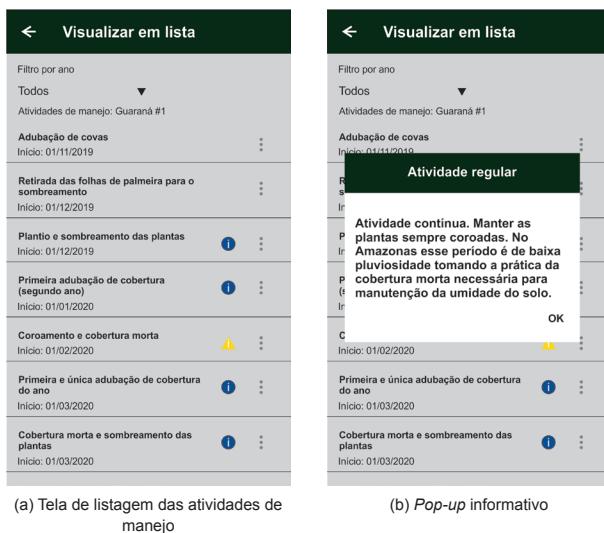 Visualizar em lista
Filtro por ano
Todos
Atividades de manejo: Guaraná #1
Adubação de covas
Início: 01/11/2019
Retirada das folhas de palmeira para o
sombreamento
Início: 01/12/2019
Plantio e sombreamento das plantas
Início: 01/12/2019
Primeira adubação de cobertura
(segundo ano)
Início: 01/01/2020
Coroamento e cobertura morta
Início: 01/02/2020
Primeira e única adubação de cobertura
do ano
Início: 01/03/2020
Cobertura morta e sombreamento das
plantas
Início: 01/03/2020
(a) Tela de listagem das atividades de
manejo
Visualizar em lista
Filtro por ano
Todos
Atividades de manejo: Guaraná #1
Adubação de covas
Início: 01/11/2019
Atividade regular
Atividade contínua. Manter as
plantas sempre coroadas. No
Amazonas esse período é de baixa
pluviosidade tomando a prática da
cobertura morta necessária para
manutenção da umidade do solo.
OK
Início: 01/02/2020
Primeira e única adubação de cobertura
do ano
Início: 01/03/2020
Cobertura morta e sombreamento das
plantas
Início: 01/03/2020
(b) Pop-up informativo